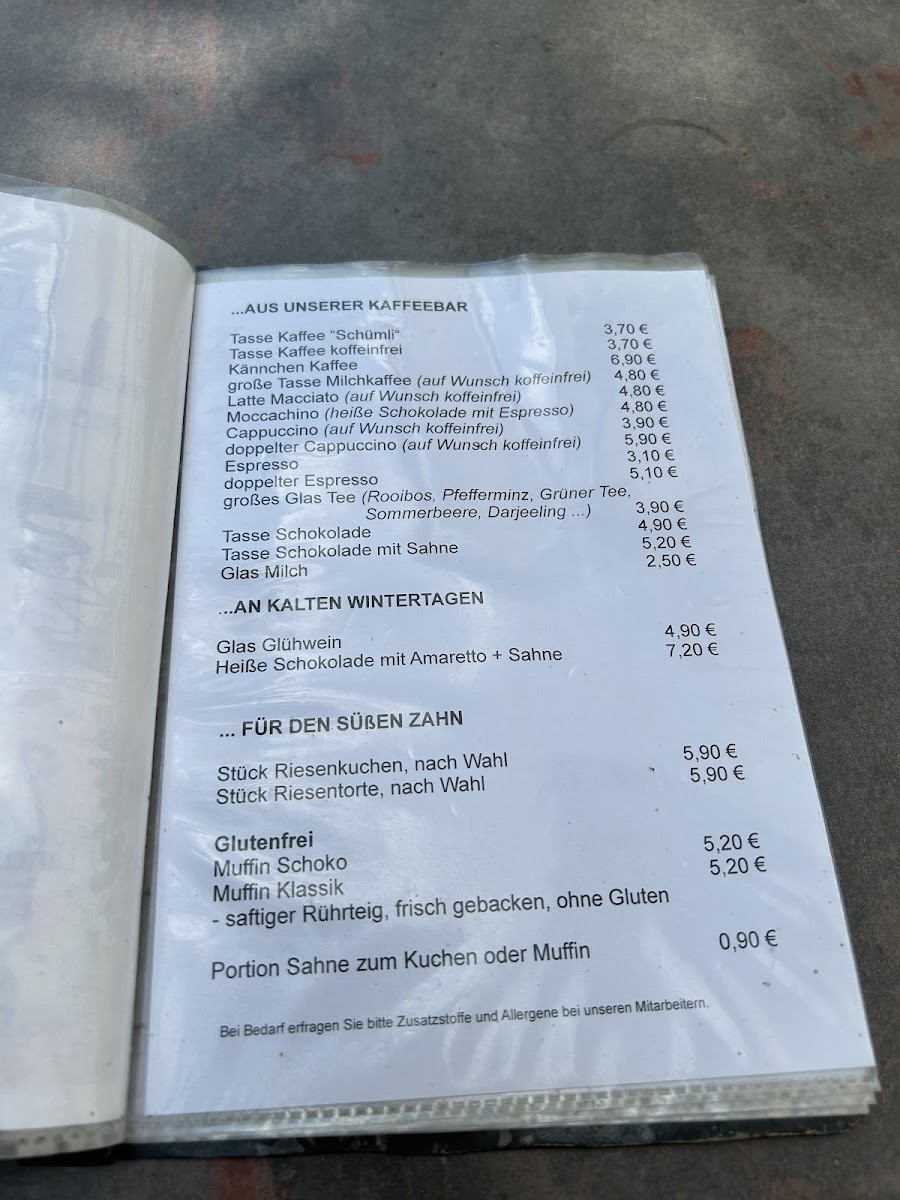 ...AUS UNSERER KAFFEEBAR
Tasse Kaffee “Schümli“ 3,70 €
Tasse Kaffee koffeinfrei 3,70 €
Kännchen Kaffee 6,90 €
große Tasse Milchkaffee (auf Wunsch koffeinfrei) 4,80 €
Latte Macciato (auf Wunsch koffeinfrei) 4,80 €
Moccachino (heiße Schokolade mit Espresso) 4,80 €
Cappuccino (auf Wunsch koffeinfrei) 3,90 €
doppelter Cappuccino (auf Wunsch koffeinfrei) 5,90 €
Espresso 3,10 €
doppelter Espresso 5,10 €
großes Glas Tee (Rooibos, Pfefferminz, Grüner Tee,
Sommerbeere, Darjeeling ...) 3,90 €
Tasse Schokolade 4,90 €
Tasse Schokolade mit Sahne 5,20 €
Glas Milch 2,50 €
...AN KALTEN WINTERTAGEN
Glas Glühwein 4,90 €
Heiße Schokolade mit Amaretto + Sahne 7,20 €
... FÜR DEN SÜßEN ZAHN
Stück Riesenkuchen, nach Wahl 5,90 €
Stück Riesentorte, nach Wahl 5,90 €
Glutenfrei
Muffin Schoko 5,20 €
Muffin Klassik 5,20 €
- saftiger Rührteig, frisch gebacken, ohne Gluten
Portion Sahne zum Kuchen oder Muffin 0,90 €
Bei Bedarf erfragen Sie bitte Zusatzstoffe und Allergene bei unseren Mitarbeitern.